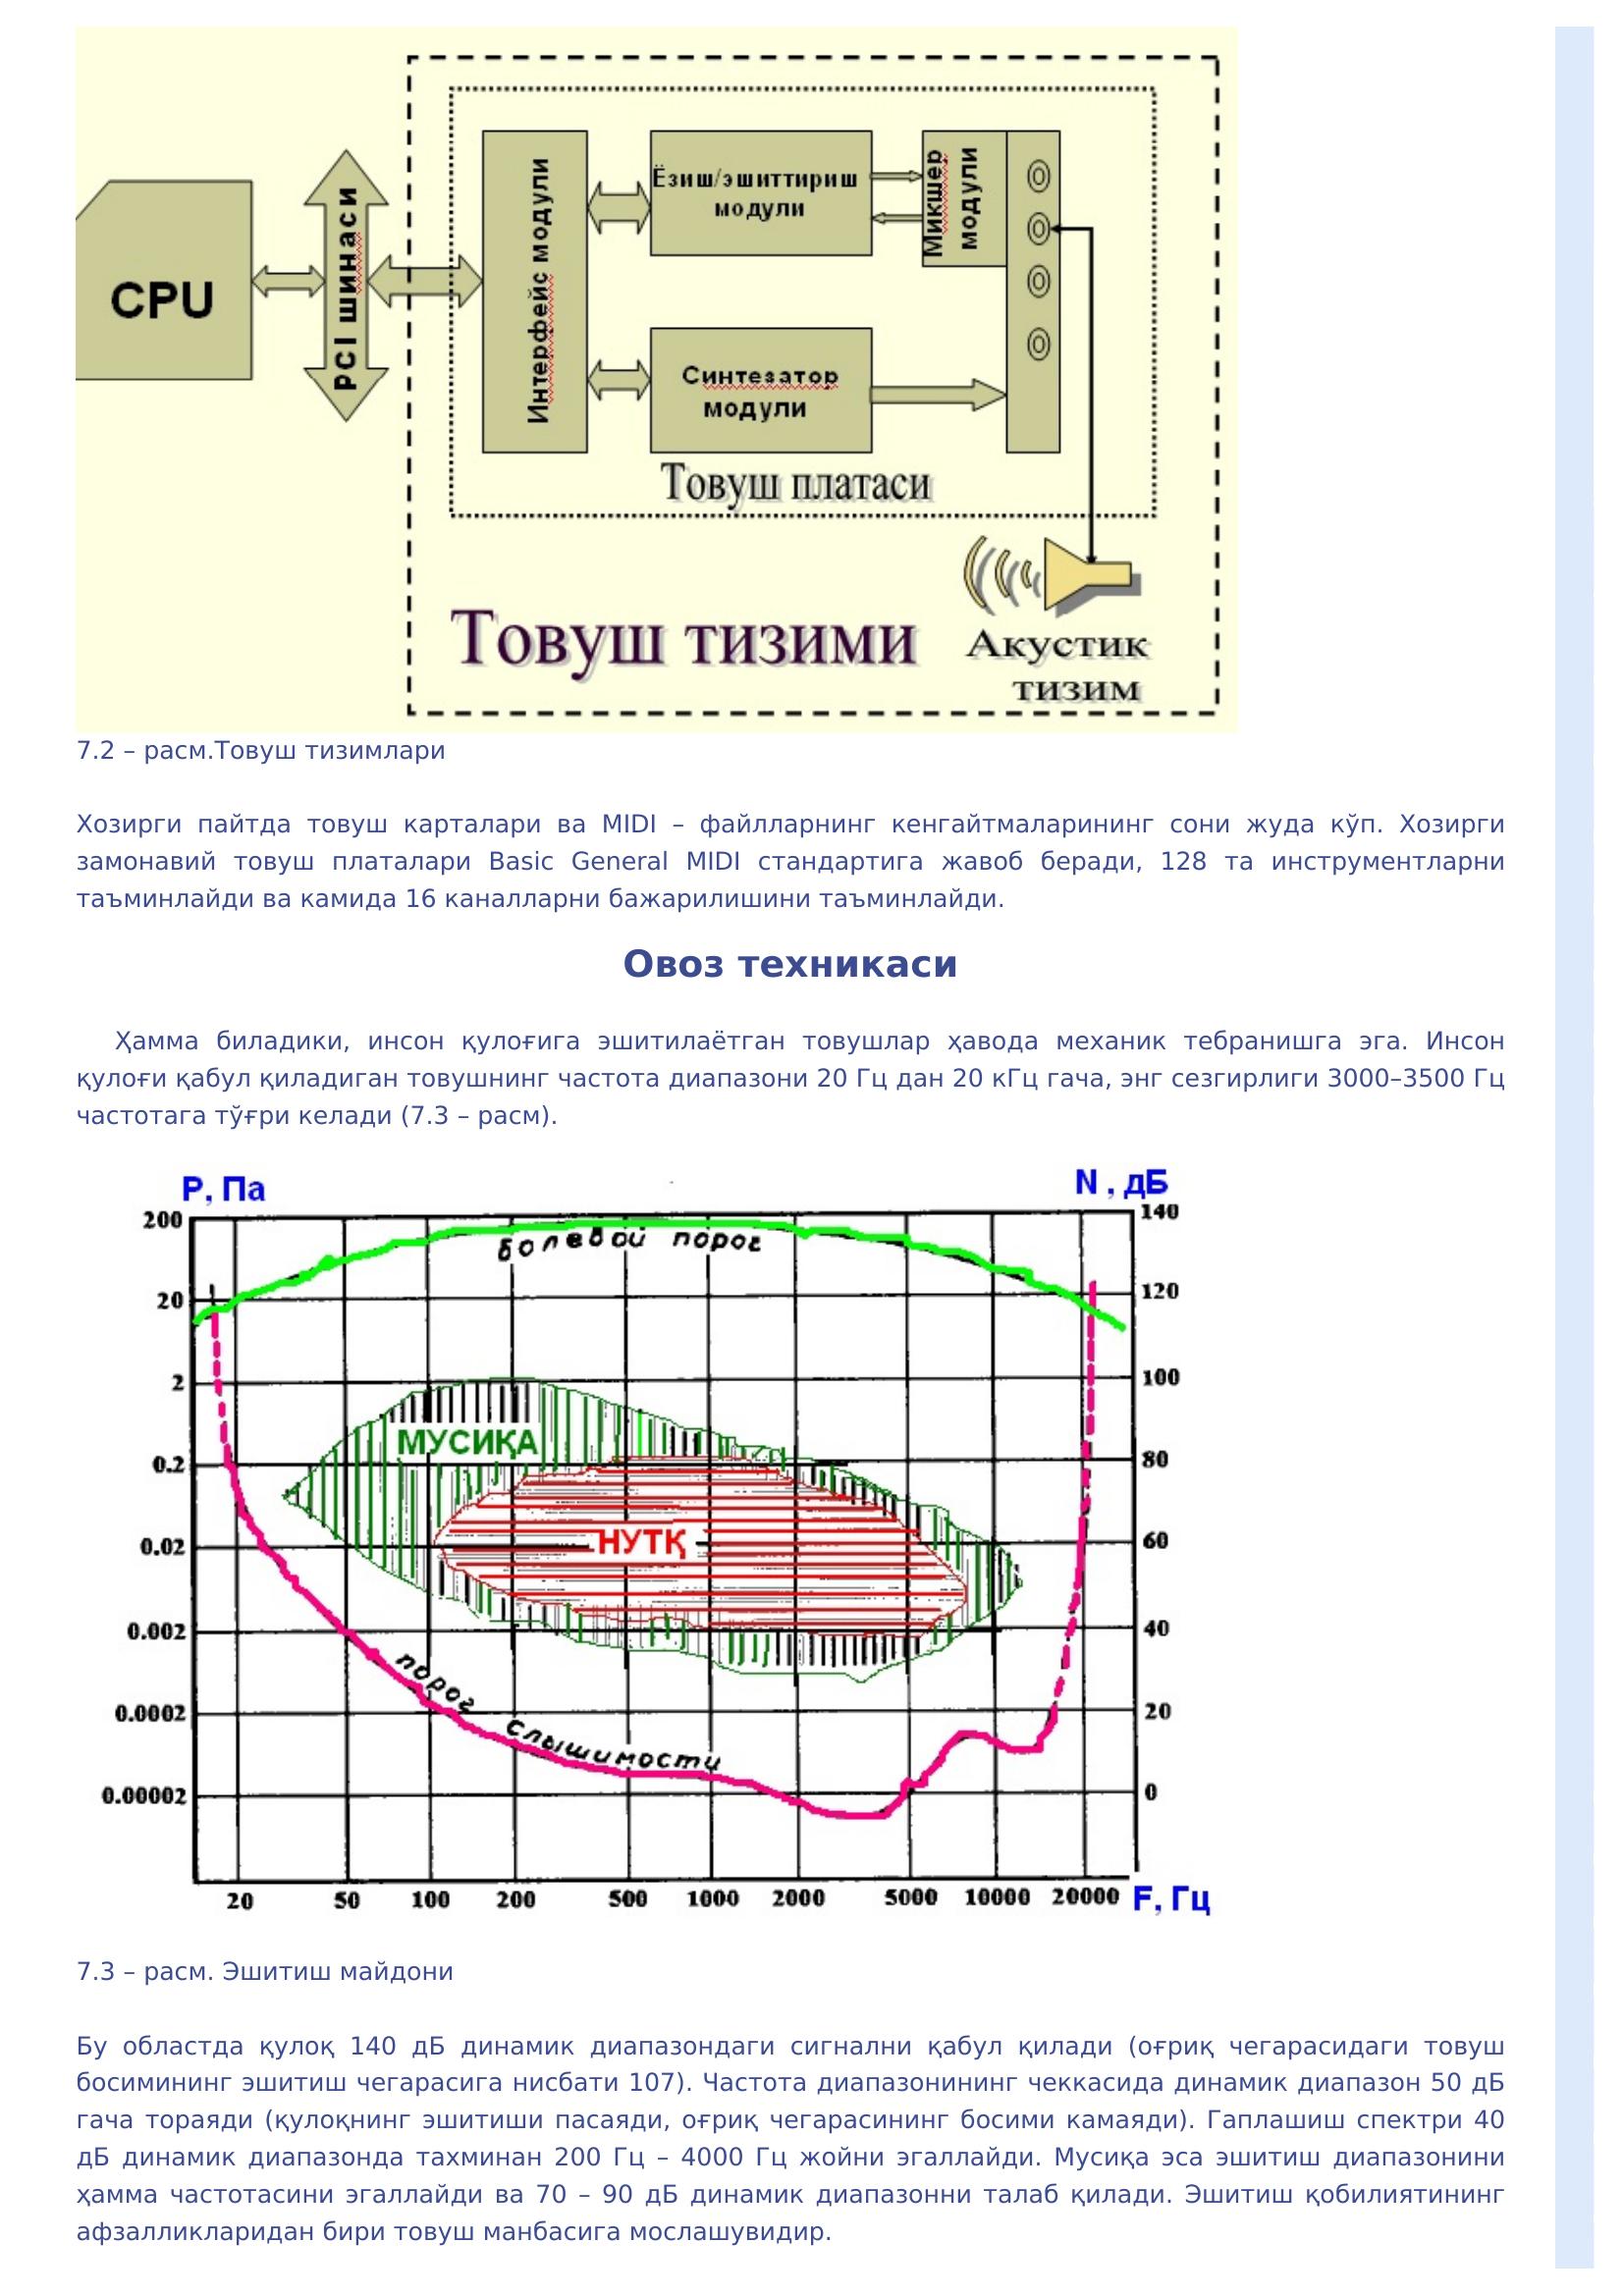 CPU
PCI шинаси
Интерфейс модули
Ёзиш/эшиттириш
модули
Микшер
модули
Синтезатор
модули
Товуш платаси
Товуш тизими
Акустик
тизим
7.2 – расм.Товуш тизимлари
Хозирги пайтда товуш карталари ва MIDI – файлларнинг кенгайтмаларининг сони жуда кўп. Хозирги
замонавий товуш платалари Basic General MIDI стандартига жавоб беради, 128 та инструментларни
таъминлайди ва камида 16 каналларни бажарилишини таъминлайди.
Овоз техникаси
Ҳамма биладики, инсон қулоғига эшитилаётган товушлар ҳавода механик тебранишга эга. Инсон
қулоғи қабул қиладиган товушнинг частота диапазони 20 Гц дан 20 кГц гача, энг сезгирлиги 3000–3500 Гц
частотага тўғри келади (7.3 – расм).
P, Па
N , дБ
200
140
болевой порог
20
120
2
100
МУСИҚА
0.2
80
НУТҚ
0.02
60
0.002
40
порог слышимости
0.0002
20
0.00002
0
20 50 100 200 500 1000 2000 5000 10000 20000 F, Гц
7.3 – расм. Эшитиш майдони
Бу областда қулоқ 140 дБ динамик диапазондаги сигнални қабул қилади (оғриқ чегарасидаги товуш
босимининг эшитиш чегарасига нисбати 107). Частота диапазонининг чеккасида динамик диапазон 50 дБ
гача тораяди (қулоқнинг эшитиши пасаяди, оғриқ чегарасининг босими камаяди). Гаплашиш спектри 40
дБ динамик диапазонда тахминан 200 Гц – 4000 Гц жойни эгаллайди. Мусиқа эса эшитиш диапазонини
ҳамма частотасини эгаллайди ва 70 – 90 дБ динамик диапазонни талаб қилади. Эшитиш қобилиятининг
афзалликларидан бири товуш манбасига мослашувидир.